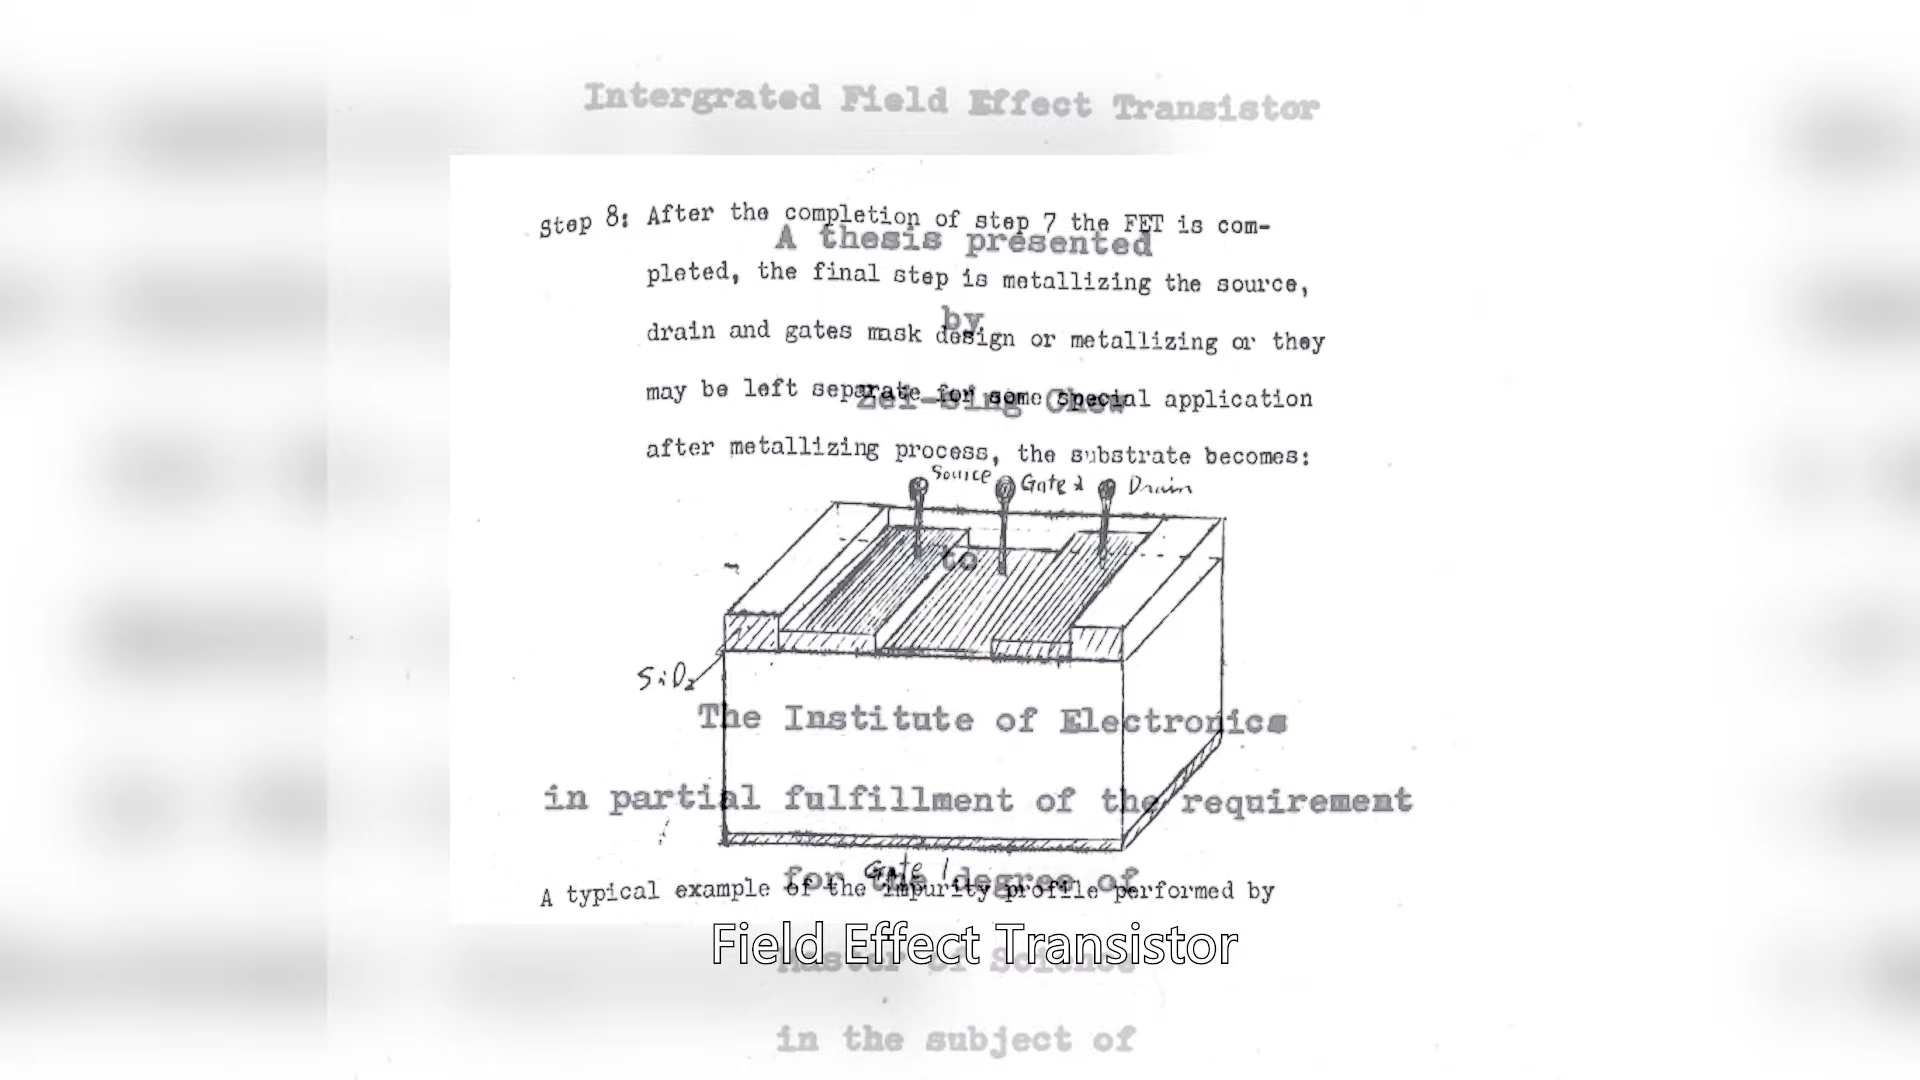 Intergrated Field Effect Transistor
Step 8: After the completion of step 7 the FET is com-
A thesis presented
pleted, the final step is metallizing the source,
by
drain and gates mask design or metallizing or they
may be left separate for some special application
after metallizing process, the substrate becomes:
Source Gate 2 Drain
to
SiO2
The Institute of Electronics
in partial fulfillment of the requirement
Gate 1
for the degree of
A typical example of the impurity profile performed by
Field Effect Transistor
Master of Science
in the subject of